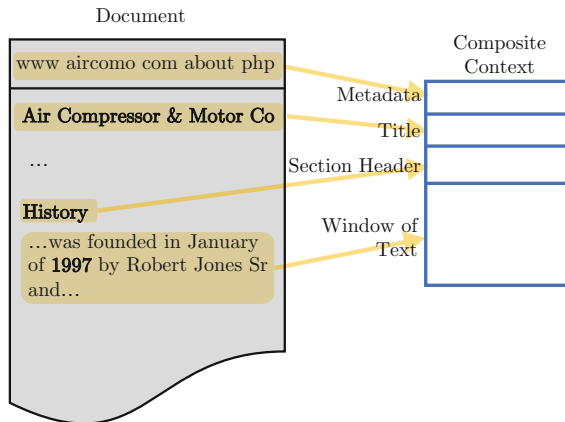 Document
www aircomo com about php
Air Compressor & Motor Co
...
History
...was founded in January
of 1997 by Robert Jones Sr
and...
Composite
Context
Metadata
Title
Section Header
Window of
Text